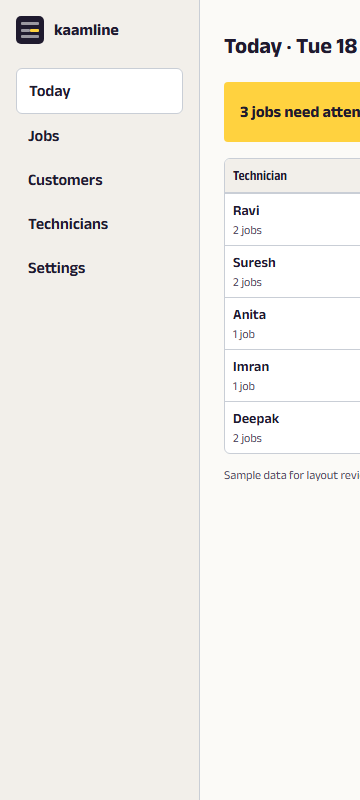 kaamline
Today
Jobs
Customers
Technicians
Settings
Today · Tue 18
3 jobs need atten
Technician
Ravi
2 jobs
Suresh
2 jobs
Anita
1 job
Imran
1 job
Deepak
2 jobs
Sample data for layout revi